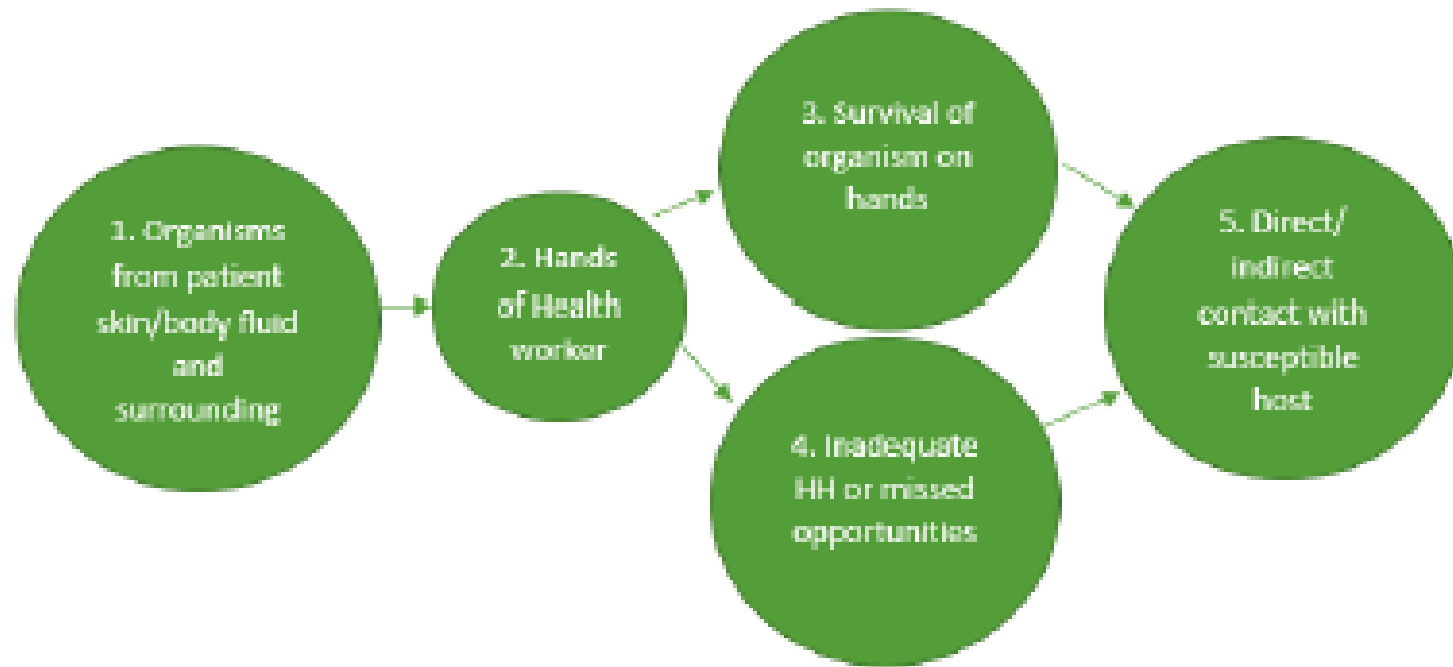 1. Organisms
from patient
skin/body fluid
and
surrounding
2. Hands
of Health
worker
3. Survival of
organism on
hands
4. Inadequate
HH or missed
opportunities
5. Direct/
indirect
contact with
susceptible
host